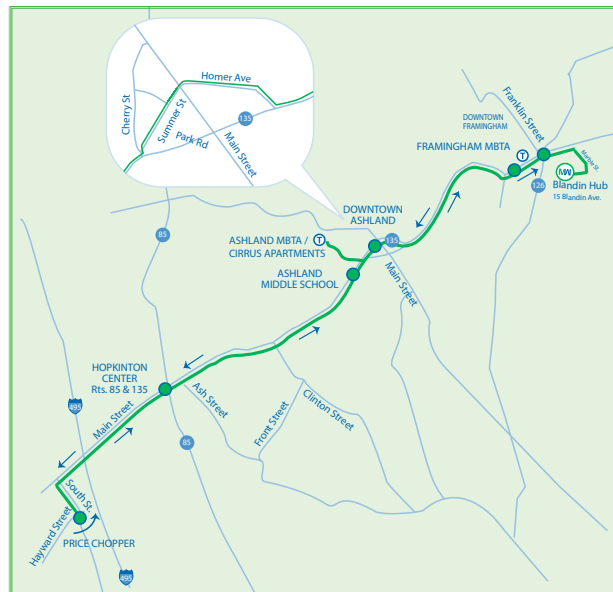 Homer Ave
Cherry St
Summer St
135
Park Rd
Main Street
Franklin Street
DOWNTOWN
FRAMINGHAM
FRAMINGHAM MBTA
T
Marble St.
MW
Blandin Hub
15 Blandin Ave.
126
DOWNTOWN
ASHLAND
85
ASHLAND MBTA /
CIRRUS APARTMENTS
T
135
ASHLAND
MIDDLE SCHOOL
Main Street
HOPKINTON
CENTER
Rts. 85 & 135
Ash Street
Clinton Street
Front Street
495
Main Street
85
South St.
Hayward Street
PRICE CHOPPER
495